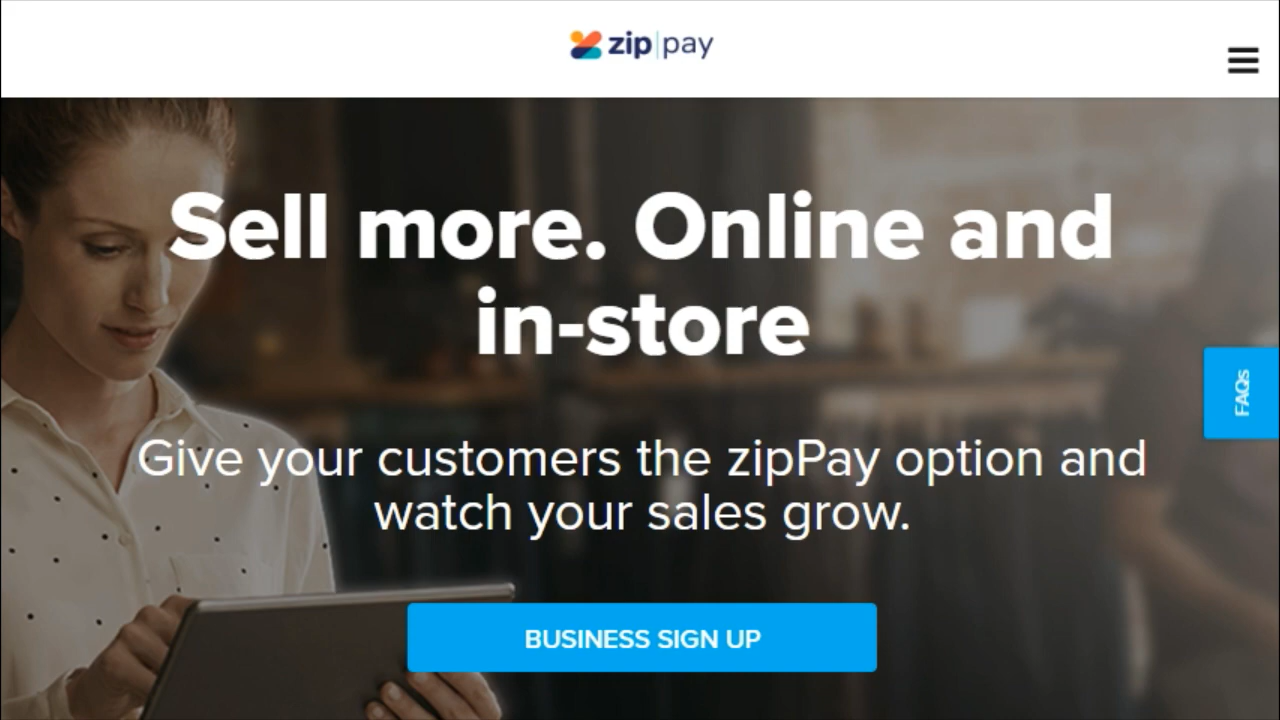 zip|pay
Sell more. Online and
in-store
FAQs
Give your customers the zipPay option and
watch your sales grow.
BUSINESS SIGN UP